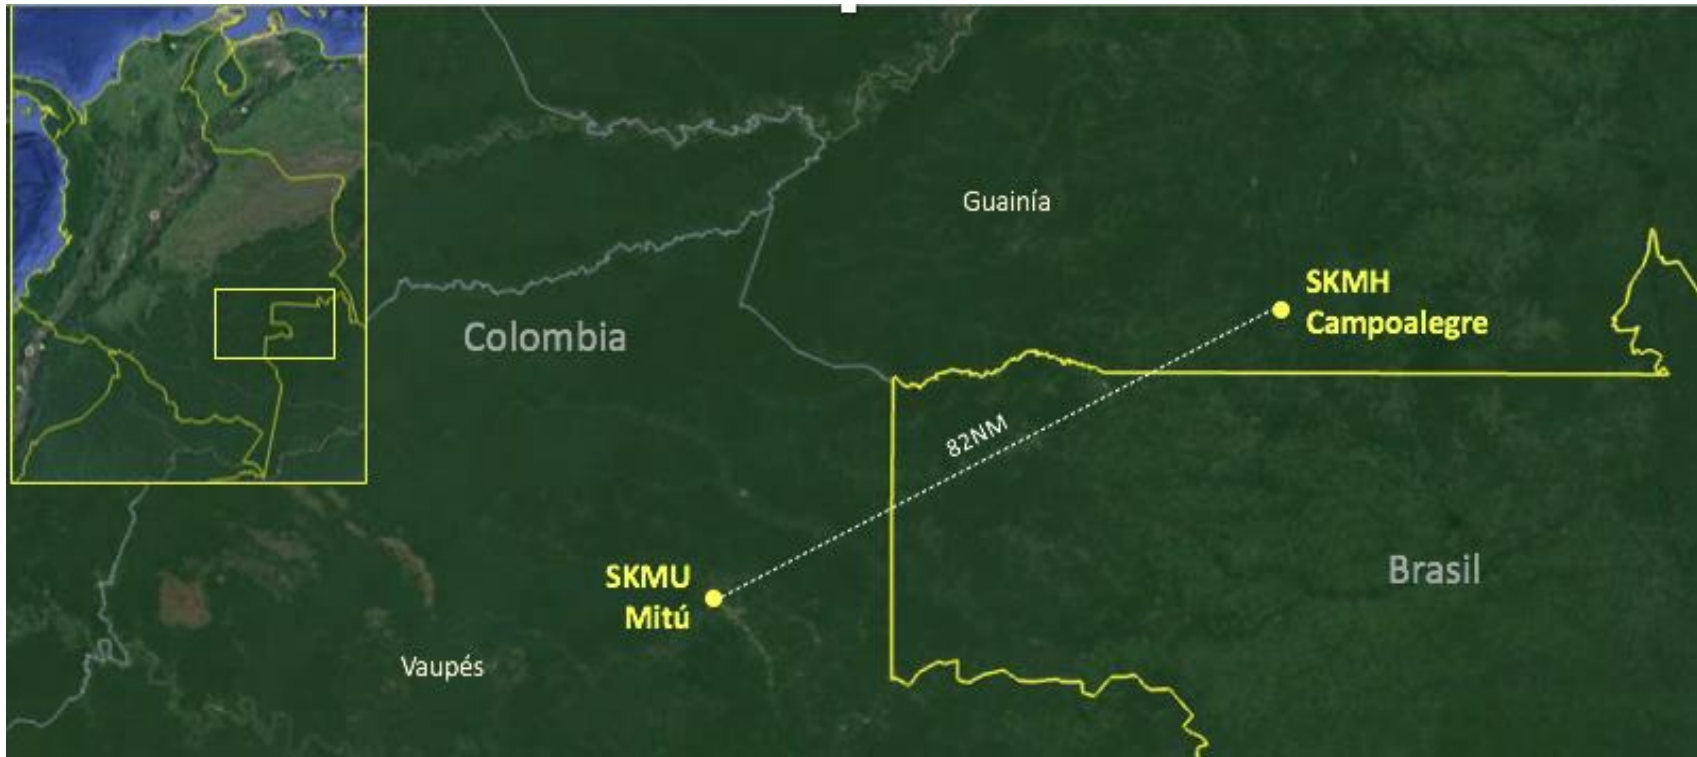 Guainía
SKMH
Campoalegre
Colombia
82NM
Brasil
SKMU
Mitú
Vaupés